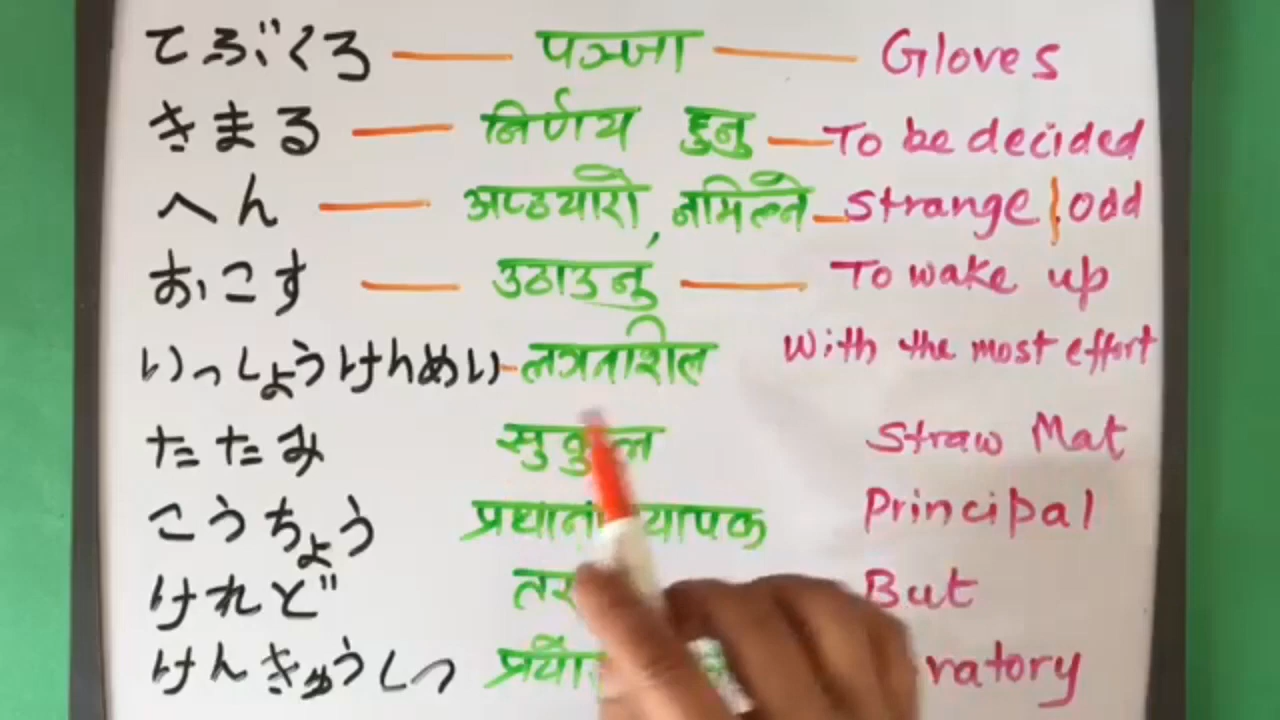 てぶくろ — पञ्जा — Gloves
きまる — निर्णय हुनु — To be decided
へん — अप्ठ्यारो, नमिल्ने — Strange | odd
おこす — उठाउनु — To wake up
いっしょうけんめい - लगनशिल With the most effort
たたみ सुकुल Straw Mat
こうちょう Principal
けれど But
けんきゅうしつ